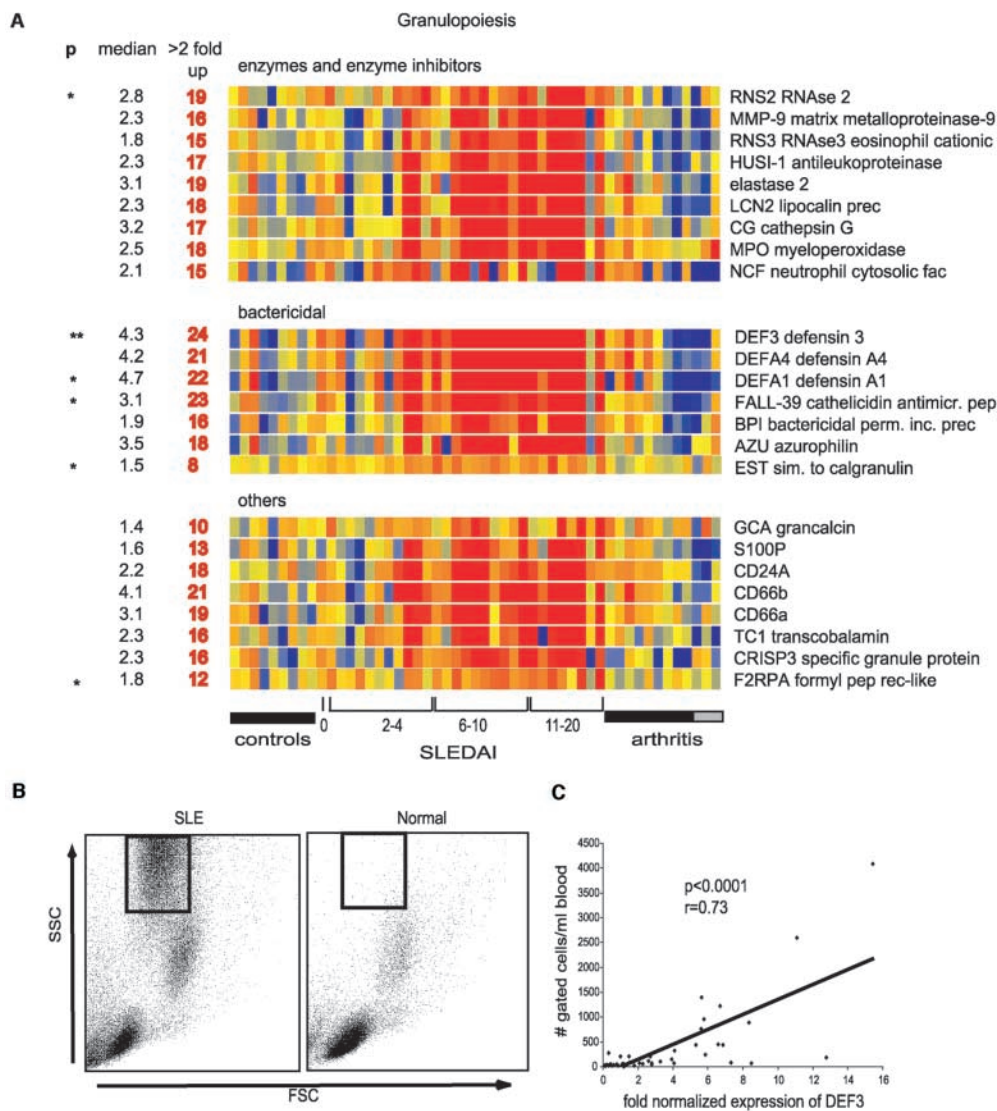 A
Granulopoiesis
p median >2 fold up
enzymes and enzyme inhibitors
* 2.8 19 RNS2 RNAse 2
2.3 16 MMP-9 matrix metalloproteinase-9
1.8 15 RNS3 RNAse3 eosinophil cationic
2.3 17 HUSI-1 antileukoproteinase
3.1 19 elastase 2
2.3 18 LCN2 lipocalin prec
3.2 17 CG cathepsin G
2.5 18 MPO myeloperoxidase
2.1 15 NCF neutrophil cytosolic fac
bactericidal
** 4.3 24 DEF3 defensin 3
4.2 21 DEFA4 defensin A4
* 4.7 22 DEFA1 defensin A1
* 3.1 23 FALL-39 cathelicidin antimicr. pep
1.9 16 BPI bactericidal perm. inc. prec
3.5 18 AZU azurophilin
* 1.5 8 EST sim. to calgranulin
others
1.4 10 GCA grancalcin
1.6 13 S100P
2.2 18 CD24A
4.1 21 CD66b
3.1 19 CD66a
2.3 16 TC1 transcobalamin
2.3 16 CRISP3 specific granule protein
* 1.8 12 F2RPA formyl pep rec-like
0 2-4 6-10 11-20
controls SLEDAI arthritis
B
SLE Normal
SSC
FSC
C
# gated cells/ml blood
4500
4000
3500
3000
2500
2000
1500
1000
500
0
p<0.0001
r=0.73
0 2 4 6 8 10 12 14 16
fold normalized expression of DEF3